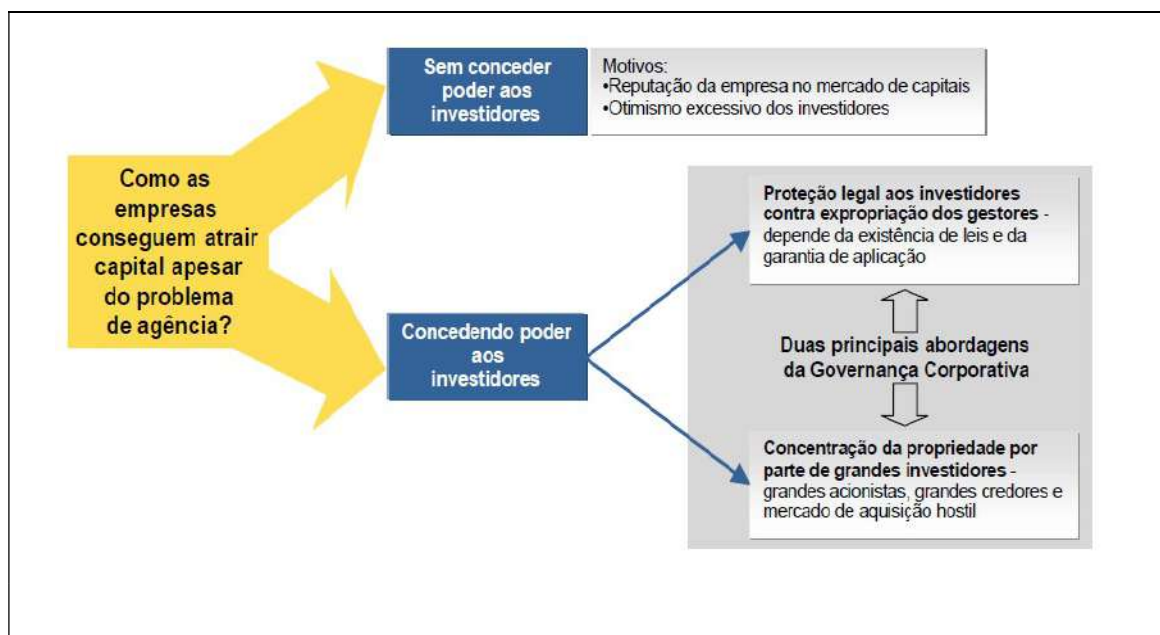 Como as
empresas
conseguem atrair
capital apesar
do problema
de agência?
Sem conceder
poder aos
investidores
Motivos:
•Reputação da empresa no mercado de capitais
•Otimismo excessivo dos investidores
Concedendo poder
aos
investidores
Proteção legal aos investidores
contra expropriação dos gestores -
depende da existência de leis e da
garantia de aplicação
Duas principais abordagens
da Governança Corporativa
Concentração da propriedade por
parte de grandes investidores -
grandes acionistas, grandes credores e
mercado de aquisição hostil